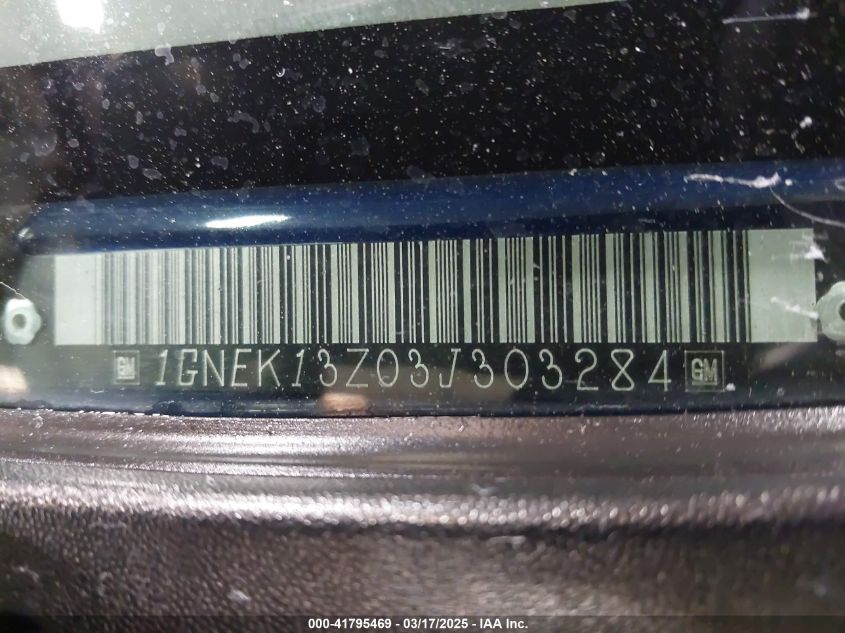 GM 1GNEK13Z03J303284 GM
000-41795469 - 03/17/2025 - IAA Inc.